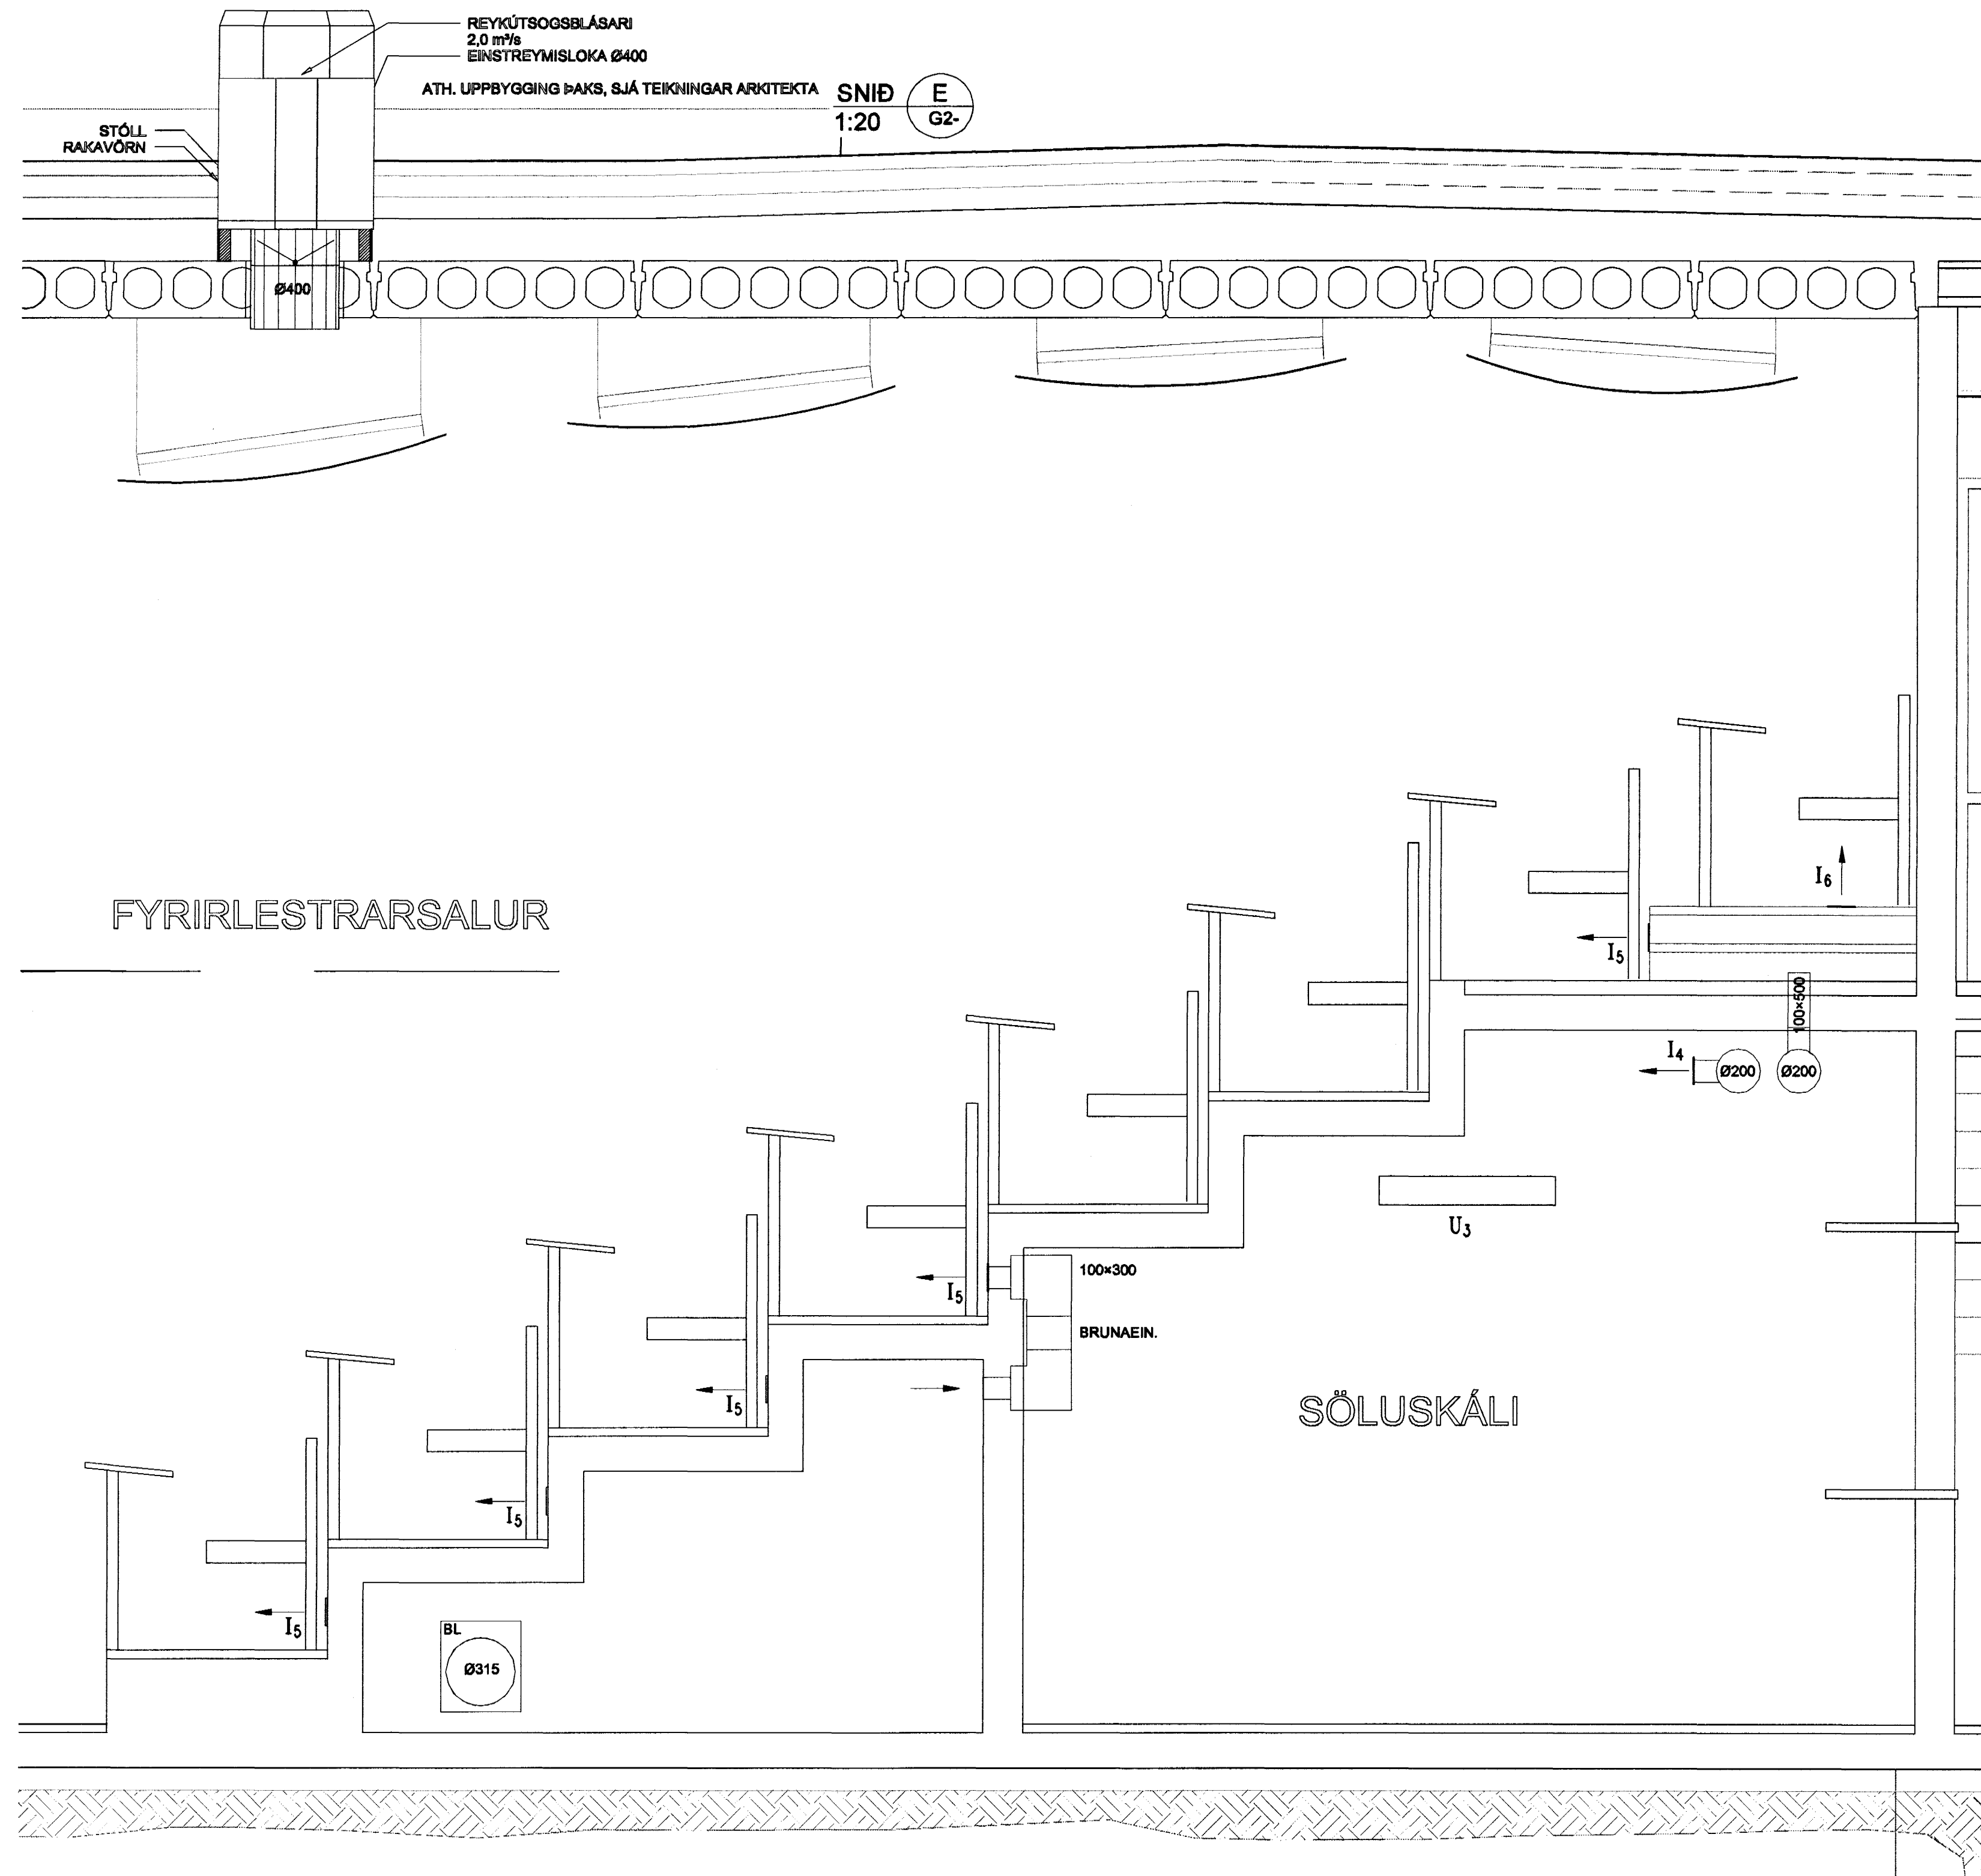 REYKÚTSOGSBLÁSARI
2,0 m³/s
EINSTREYMISLOKA Ø400
ATH. UPPBYGGING ÞAKS, SJÁ TEIKNINGAR ARKITEKTA
SNIÐ
1:20
E
G2-
STÓLL
RAKAVÖRN
Ø400
I6
FYRIRLESTRARSALUR
I5
100×500
I4
Ø200
Ø200
U3
I5
100×300
BRUNAEIN.
I5
SÖLUSKÁLI
I5
I5
BL
Ø315